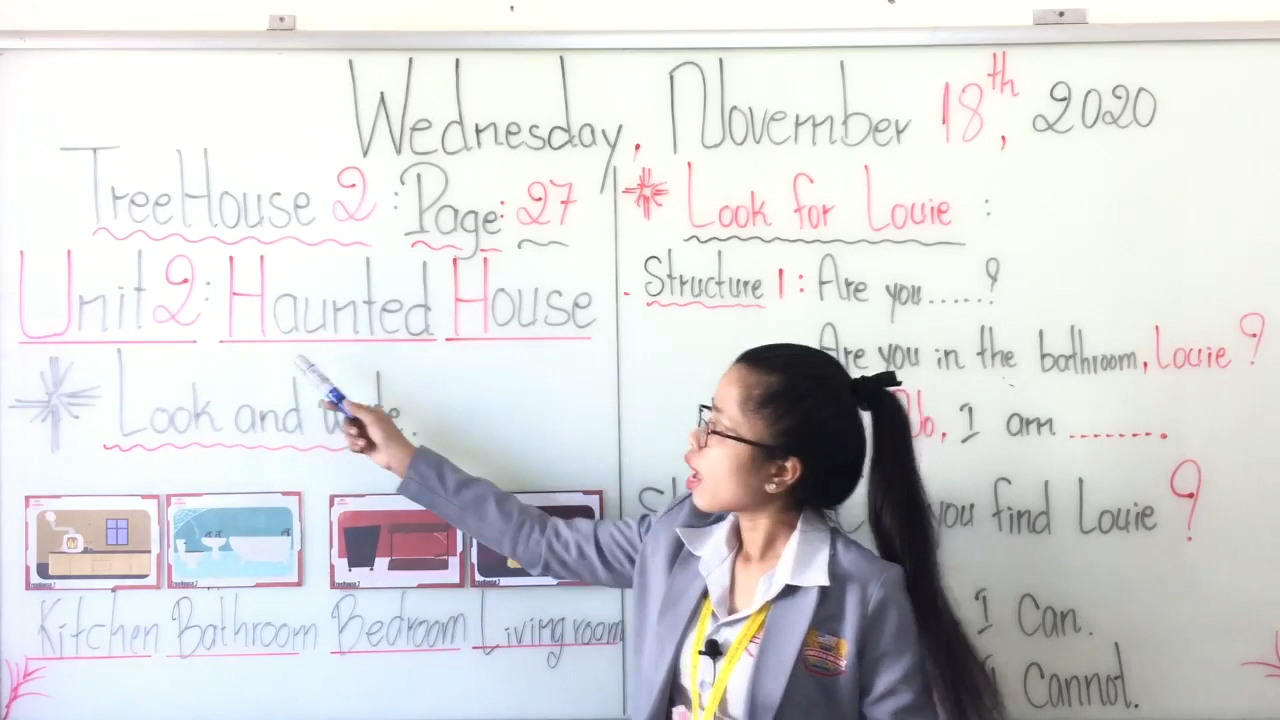 Wednesday, November 18th, 2020
TreeHouse 2 : Page: 27
Unit 2: Haunted House
Look and
Kitchen Bathroom Bedroom Living room
* Look for Louie :
Structure 1: Are you......?
Are you in the bathroom, Louie?
No, I am ........
you find Louie ?
I Can.
I Cannot.